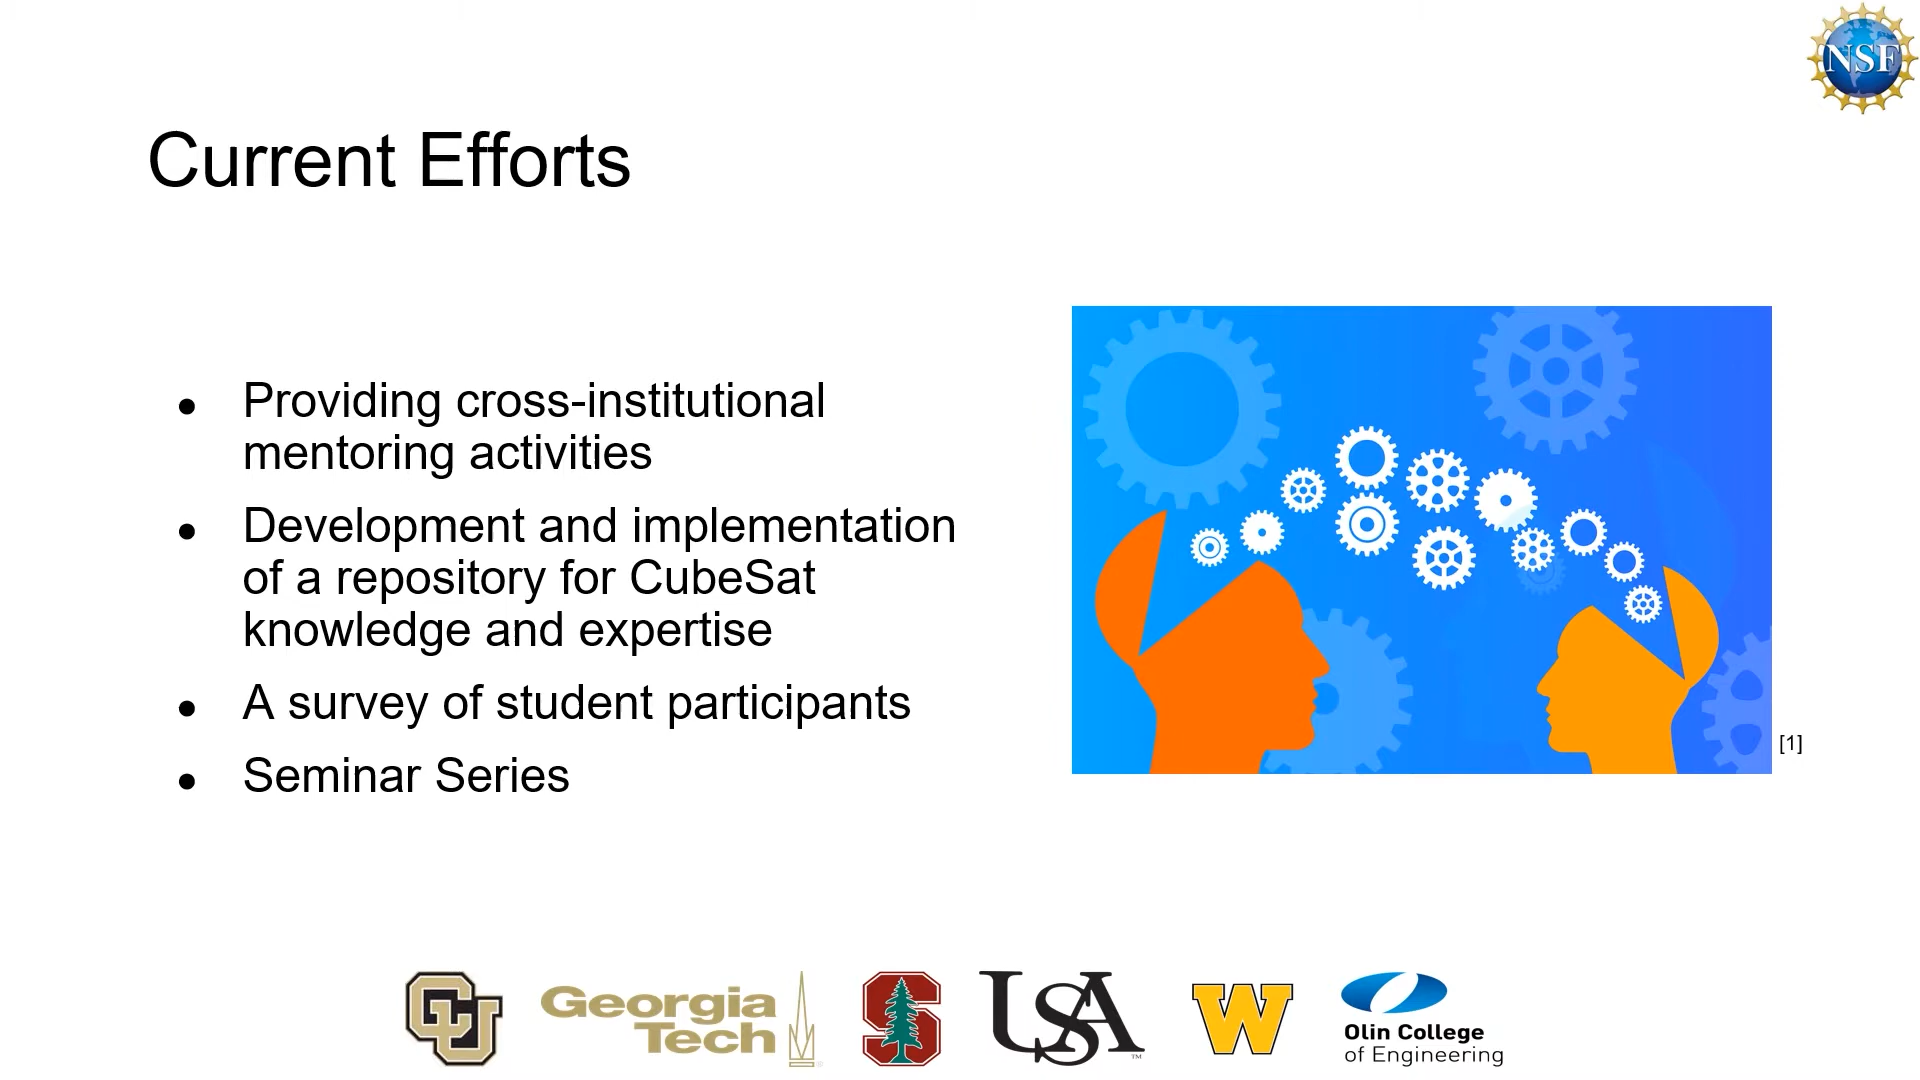 NSF
Current Efforts
● Providing cross-institutional
mentoring activities
● Development and implementation
of a repository for CubeSat
knowledge and expertise
● A survey of student participants
● Seminar Series
[1]
CU
Georgia
Tech
S
USA
TM
W
Olin College
of Engineering